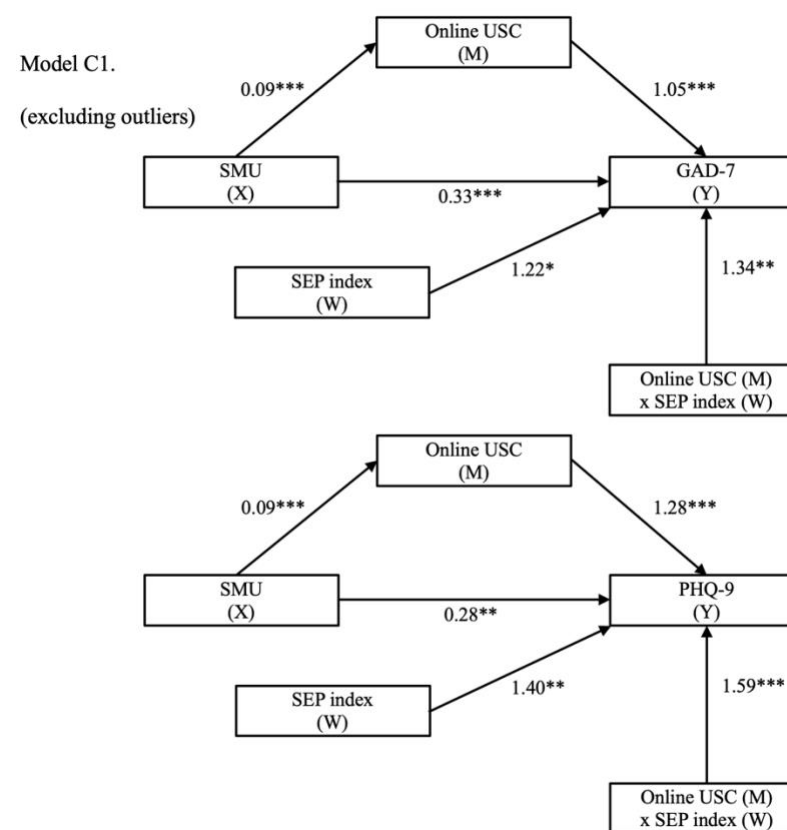 Model C1.
(excluding outliers)
Online USC
(M)
0.09***
1.05***
SMU
(X)
0.33***
GAD-7
(Y)
SEP index
(W)
1.22*
1.34**
Online USC (M)
x SEP index (W)
Online USC
(M)
0.09***
1.28***
SMU
(X)
0.28**
PHQ-9
(Y)
SEP index
(W)
1.40**
1.59***
Online USC (M)
x SEP index (W)